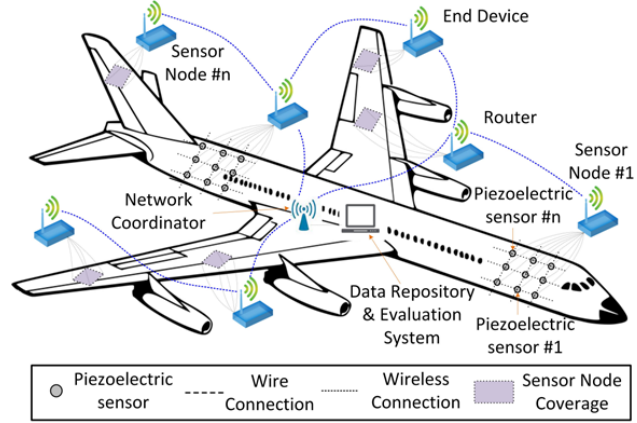 End Device
Sensor
Node #n
Router
Sensor
Node #1
Piezoelectric
sensor #n
Network
Coordinator
Data Repository
& Evaluation
System
Piezoelectric
sensor #1
Piezoelectric
sensor
Wire
Connection
Wireless
Connection
Sensor Node
Coverage